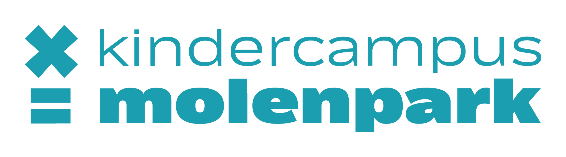 × kindercampus
= molenpark